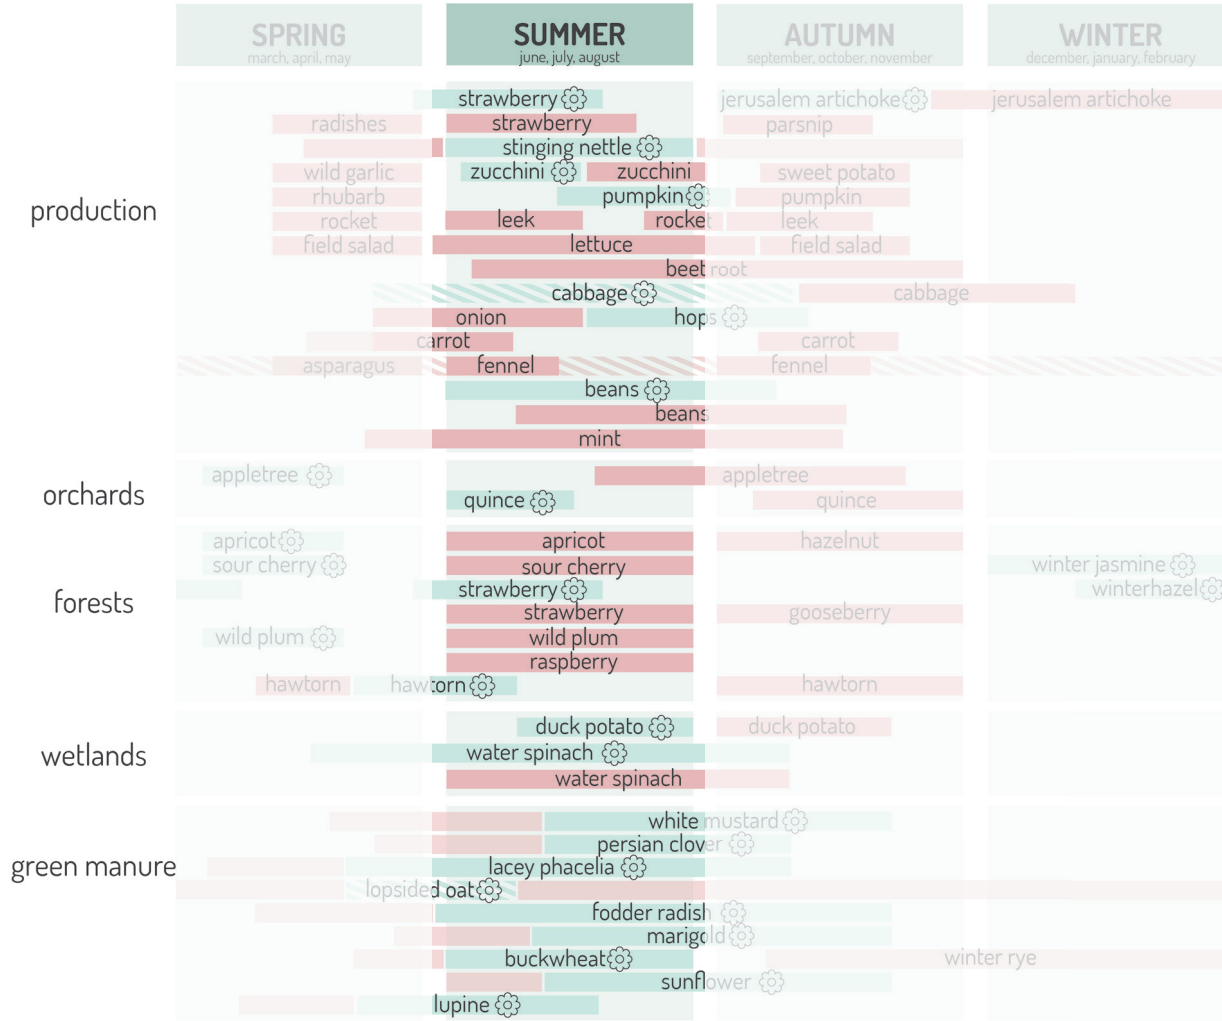 SPRING SUMMER AUTUMN WINTER
march, april, may june, july, august september, october, november december, january, february
strawberry jerusalem artichoke jerusalem artichoke
radishes strawberry parsnip
stinging nettle
wild garlic zucchini zucchini sweet potato
rhubarb pumpkin pumpkin
production
rocket leek rocket leek
field salad lettuce field salad
beet root
cabbage cabbage
onion hops
carrot carrot
asparagus fennel fennel
beans
beans
mint
appletree appletree
orchards
quince quince
apricot apricot hazelnut
sour cherry sour cherry winter jasmine
strawberry winterhazel
forests
strawberry gooseberry
wild plum wild plum
raspberry
hawtorn hawtorn hawtorn
duck potato duck potato
wetlands
water spinach
water spinach
white mustard
persian clover
green manure
lacey phacelia
lopsided oat
fodder radish
marigold
buckwheat winter rye
sunflower
lupine